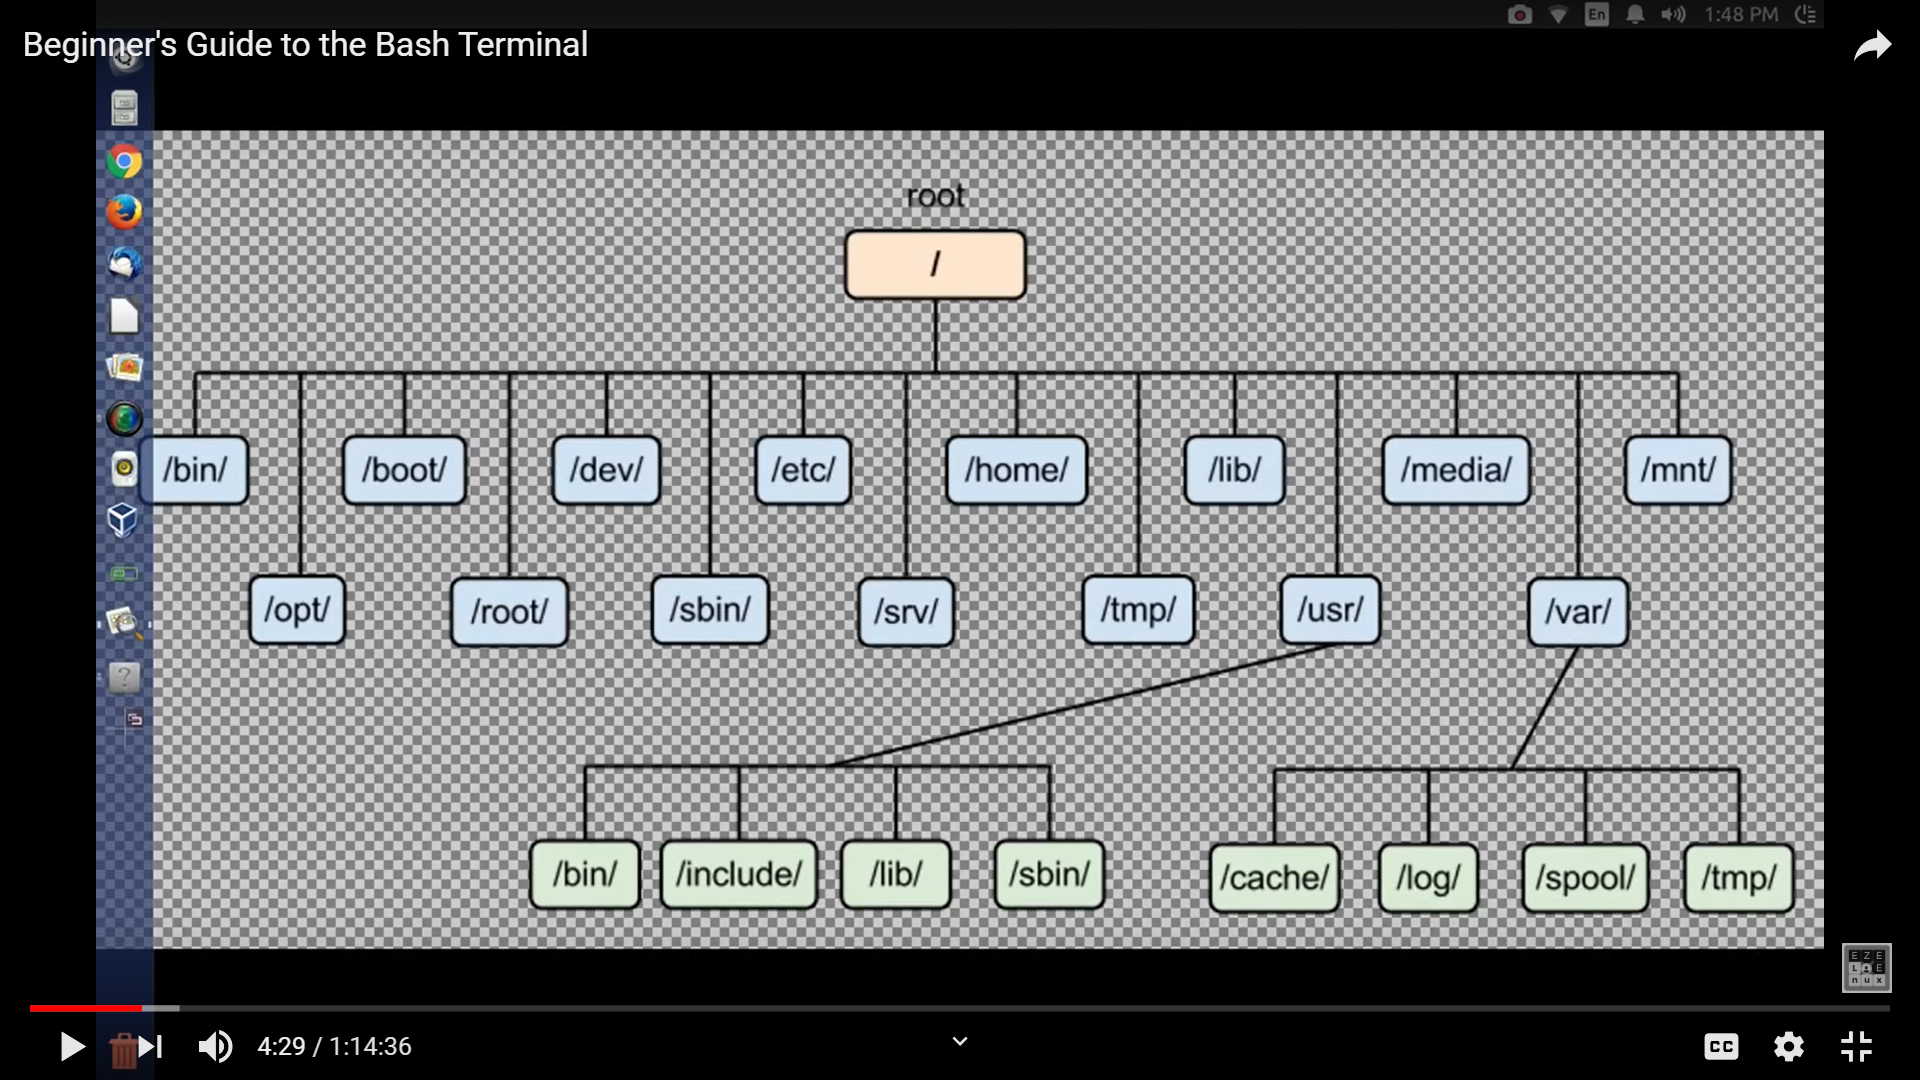 En
1:48 PM
Beginner's Guide to the Bash Terminal
root
/
/bin/
/boot/
/dev/
/etc/
/home/
/lib/
/media/
/mnt/
/opt/
/root/
/sbin/
/srv/
/tmp/
/usr/
/var/
/bin/
/include/
/lib/
/sbin/
/cache/
/log/
/spool/
/tmp/
EZE
Linux
4:29 / 1:14:36
CC